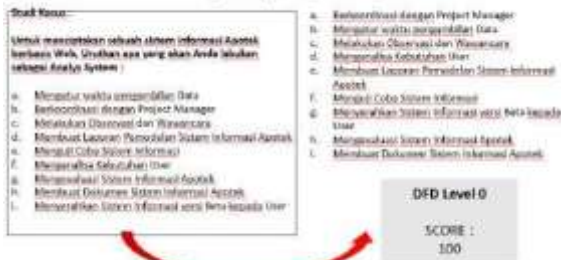 Studi Kasus
Untuk menciptakan sebuah sistem informasi Apotek
berbasis Web, Urutkan apa yang akan Anda lakukan
sebagai Analys System :
a. Mengatur waktu pengambilan Data
b. Berkoordinasi dengan Project Manager
c. Melakukan Observasi dan Wawancara
d. Membuat Laporan Pemodelan Sistem Informasi Apotek
e. Menguji Coba Sistem Informasi
f. Menganalisa Kebutuhan User
g. Mengevaluasi Sistem Informasi Apotek
h. Membuat Dokumen Sistem Informasi Apotek
i. Menyerahkan Sistem Informasi versi Beta kepada User
a. Berkoordinasi dengan Project Manager
b. Mengatur waktu pengambilan Data
c. Melakukan Observasi dan Wawancara
d. Menganalisa Kebutuhan User
e. Membuat Laporan Pemodelan Sistem Informasi
Apotek
f. Menguji Coba Sistem Informasi
g. Menyerahkan Sistem Informasi versi Beta kepada
User
h. Mengevaluasi Sistem Informasi Apotek
i. Membuat Dokumen Sistem Informasi Apotek
DFD Level 0
SCORE :
100